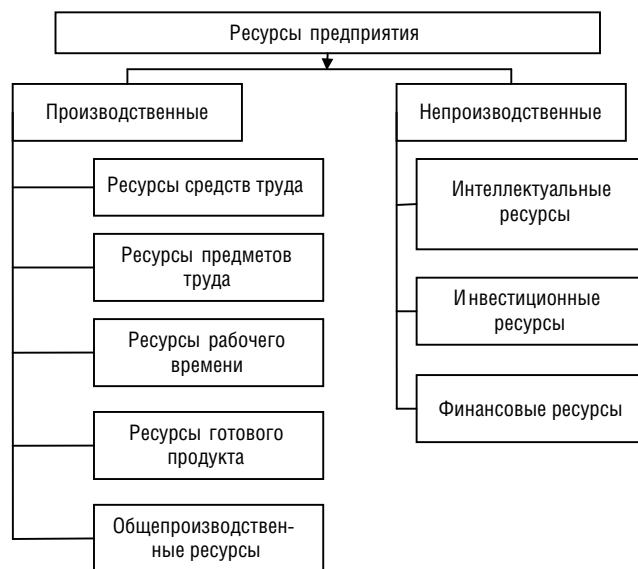 Ресурсы предприятия
Производственные
Непроизводственные
Ресурсы средств труда
Ресурсы предметов
труда
Ресурсы рабочего
времени
Ресурсы готового
продукта
Общепроизводствен-
ные ресурсы
Интеллектуальные
ресурсы
Инвестиционные
ресурсы
Финансовые ресурсы